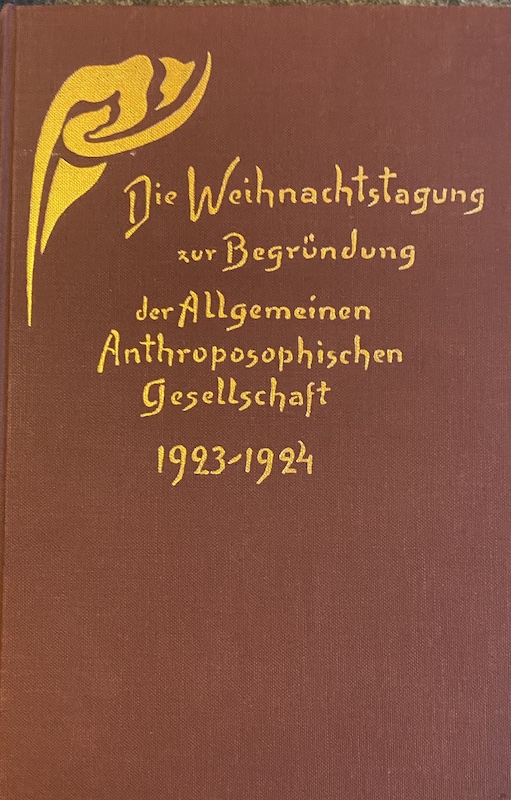 Die Weihnachtstagung
zur Begründung
der Allgemeinen
Anthroposophischen
Gesellschaft
1923-1924